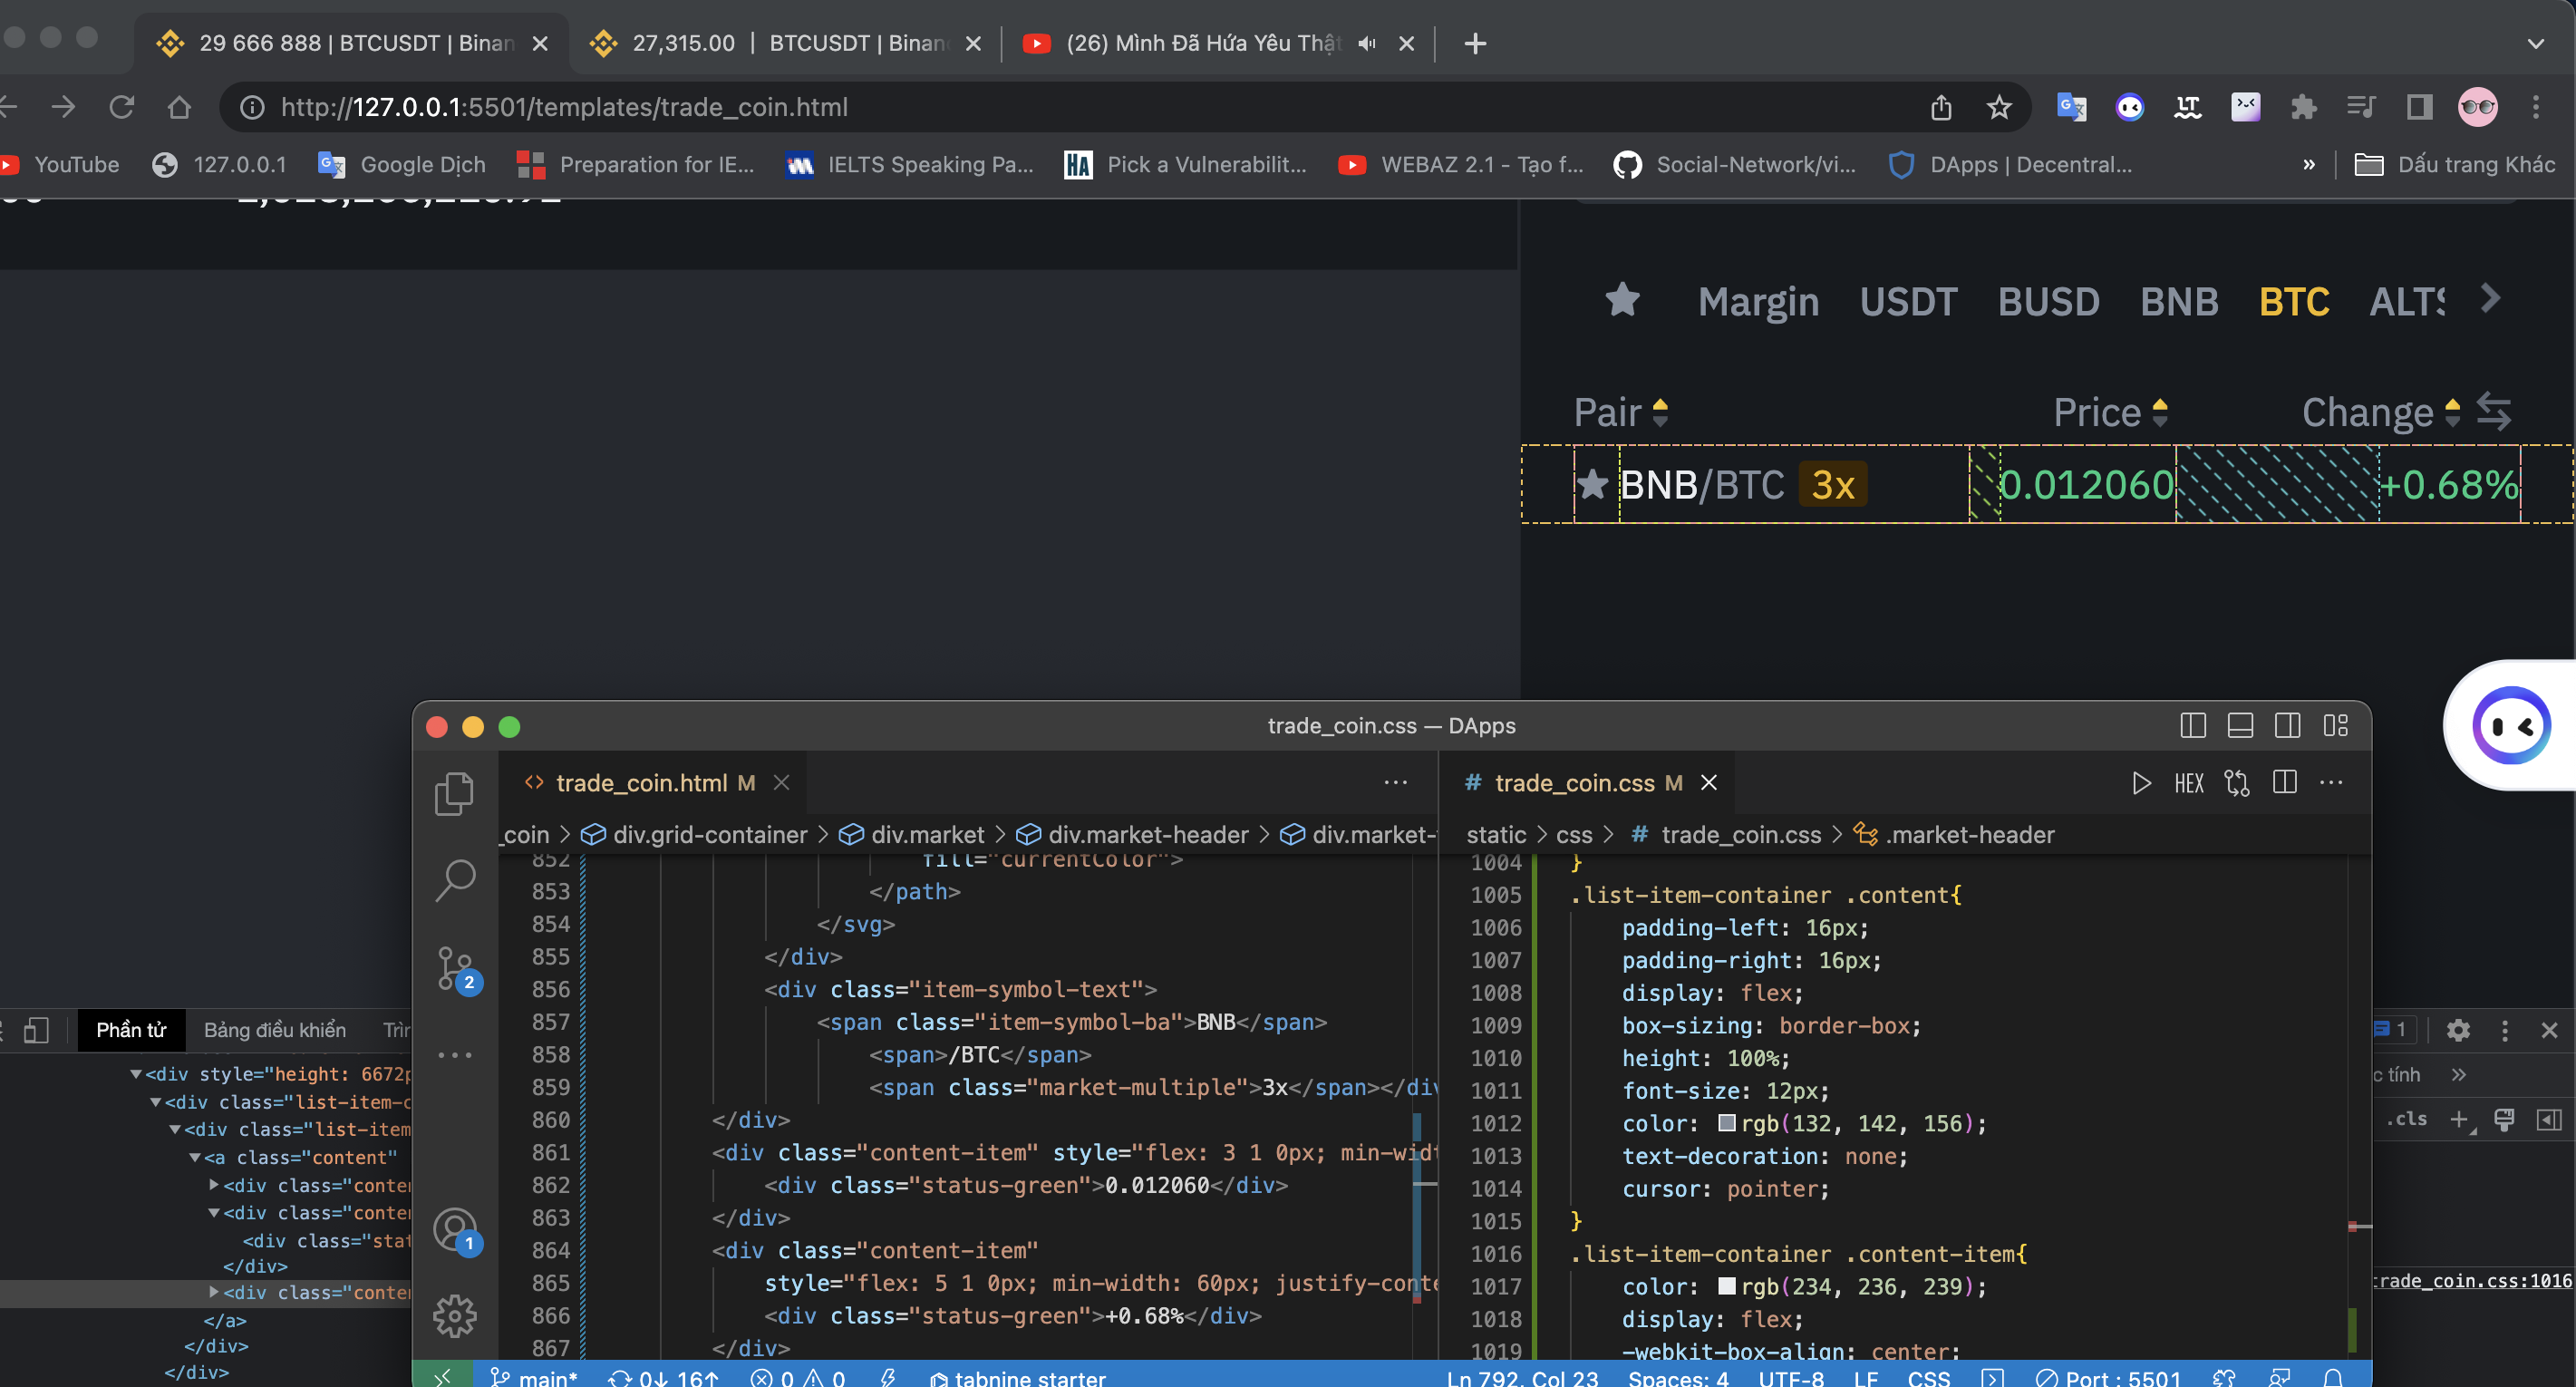 29 666 888 | BTCUSDT | Binan
27,315.00 | BTCUSDT | Binan
(26) Mình Đã Hứa Yêu Thật
http://127.0.0.1:5501/templates/trade_coin.html
YouTube
127.0.0.1
Google Dịch
Preparation for IE...
IELTS Speaking Pa...
HA Pick a Vulnerabilit...
WEBAZ 2.1 - Tạo f...
Social-Network/vi...
DApps | Decentral...
» Dấu trang Khác
Margin USDT BUSD BNB BTC ALTS
Pair Price Change
BNB/BTC 3x 0.012060 +0.68%
trade_coin.css — DApps
trade_coin.html M
_coin > div.grid-container > div.market > div.market-header > div.market-
852 fill="currentColor">
853 </path>
854 </svg>
855 </div>
856 <div class="item-symbol-text">
857 <span class="item-symbol-ba">BNB</span>
858 <span>/BTC</span>
859 <span class="market-multiple">3x</span></div
860 </div>
861 <div class="content-item" style="flex: 3 1 0px; min-widt
862 <div class="status-green">0.012060</div>
863 </div>
864 <div class="content-item"
865 style="flex: 5 1 0px; min-width: 60px; justify-conte
866 <div class="status-green">+0.68%</div>
867 </div>
# trade_coin.css M
HEX
static > css > # trade_coin.css > .market-header
1004 }
1005 .list-item-container .content{
1006 padding-left: 16px;
1007 padding-right: 16px;
1008 display: flex;
1009 box-sizing: border-box;
1010 height: 100%;
1011 font-size: 12px;
1012 color: rgb(132, 142, 156);
1013 text-decoration: none;
1014 cursor: pointer;
1015 }
1016 .list-item-container .content-item{
1017 color: rgb(234, 236, 239);
1018 display: flex;
1019 -webkit-box-align: center;
2
1
main* 0↓ 16↑ 0 0 tabnine starter
Ln 792, Col 23 Spaces: 4 UTF-8 LF CSS Port : 5501
Phần tử Bảng điều khiển Trìn
<div style="height: 6672p
<div class="list-item-c
<div class="list-item
<a class="content"
<div class="conten
<div class="conten
<div class="stat
</div>
<div class="conten
</a>
</div>
</div>
1
c tính »
.cls
trade_coin.css:1016